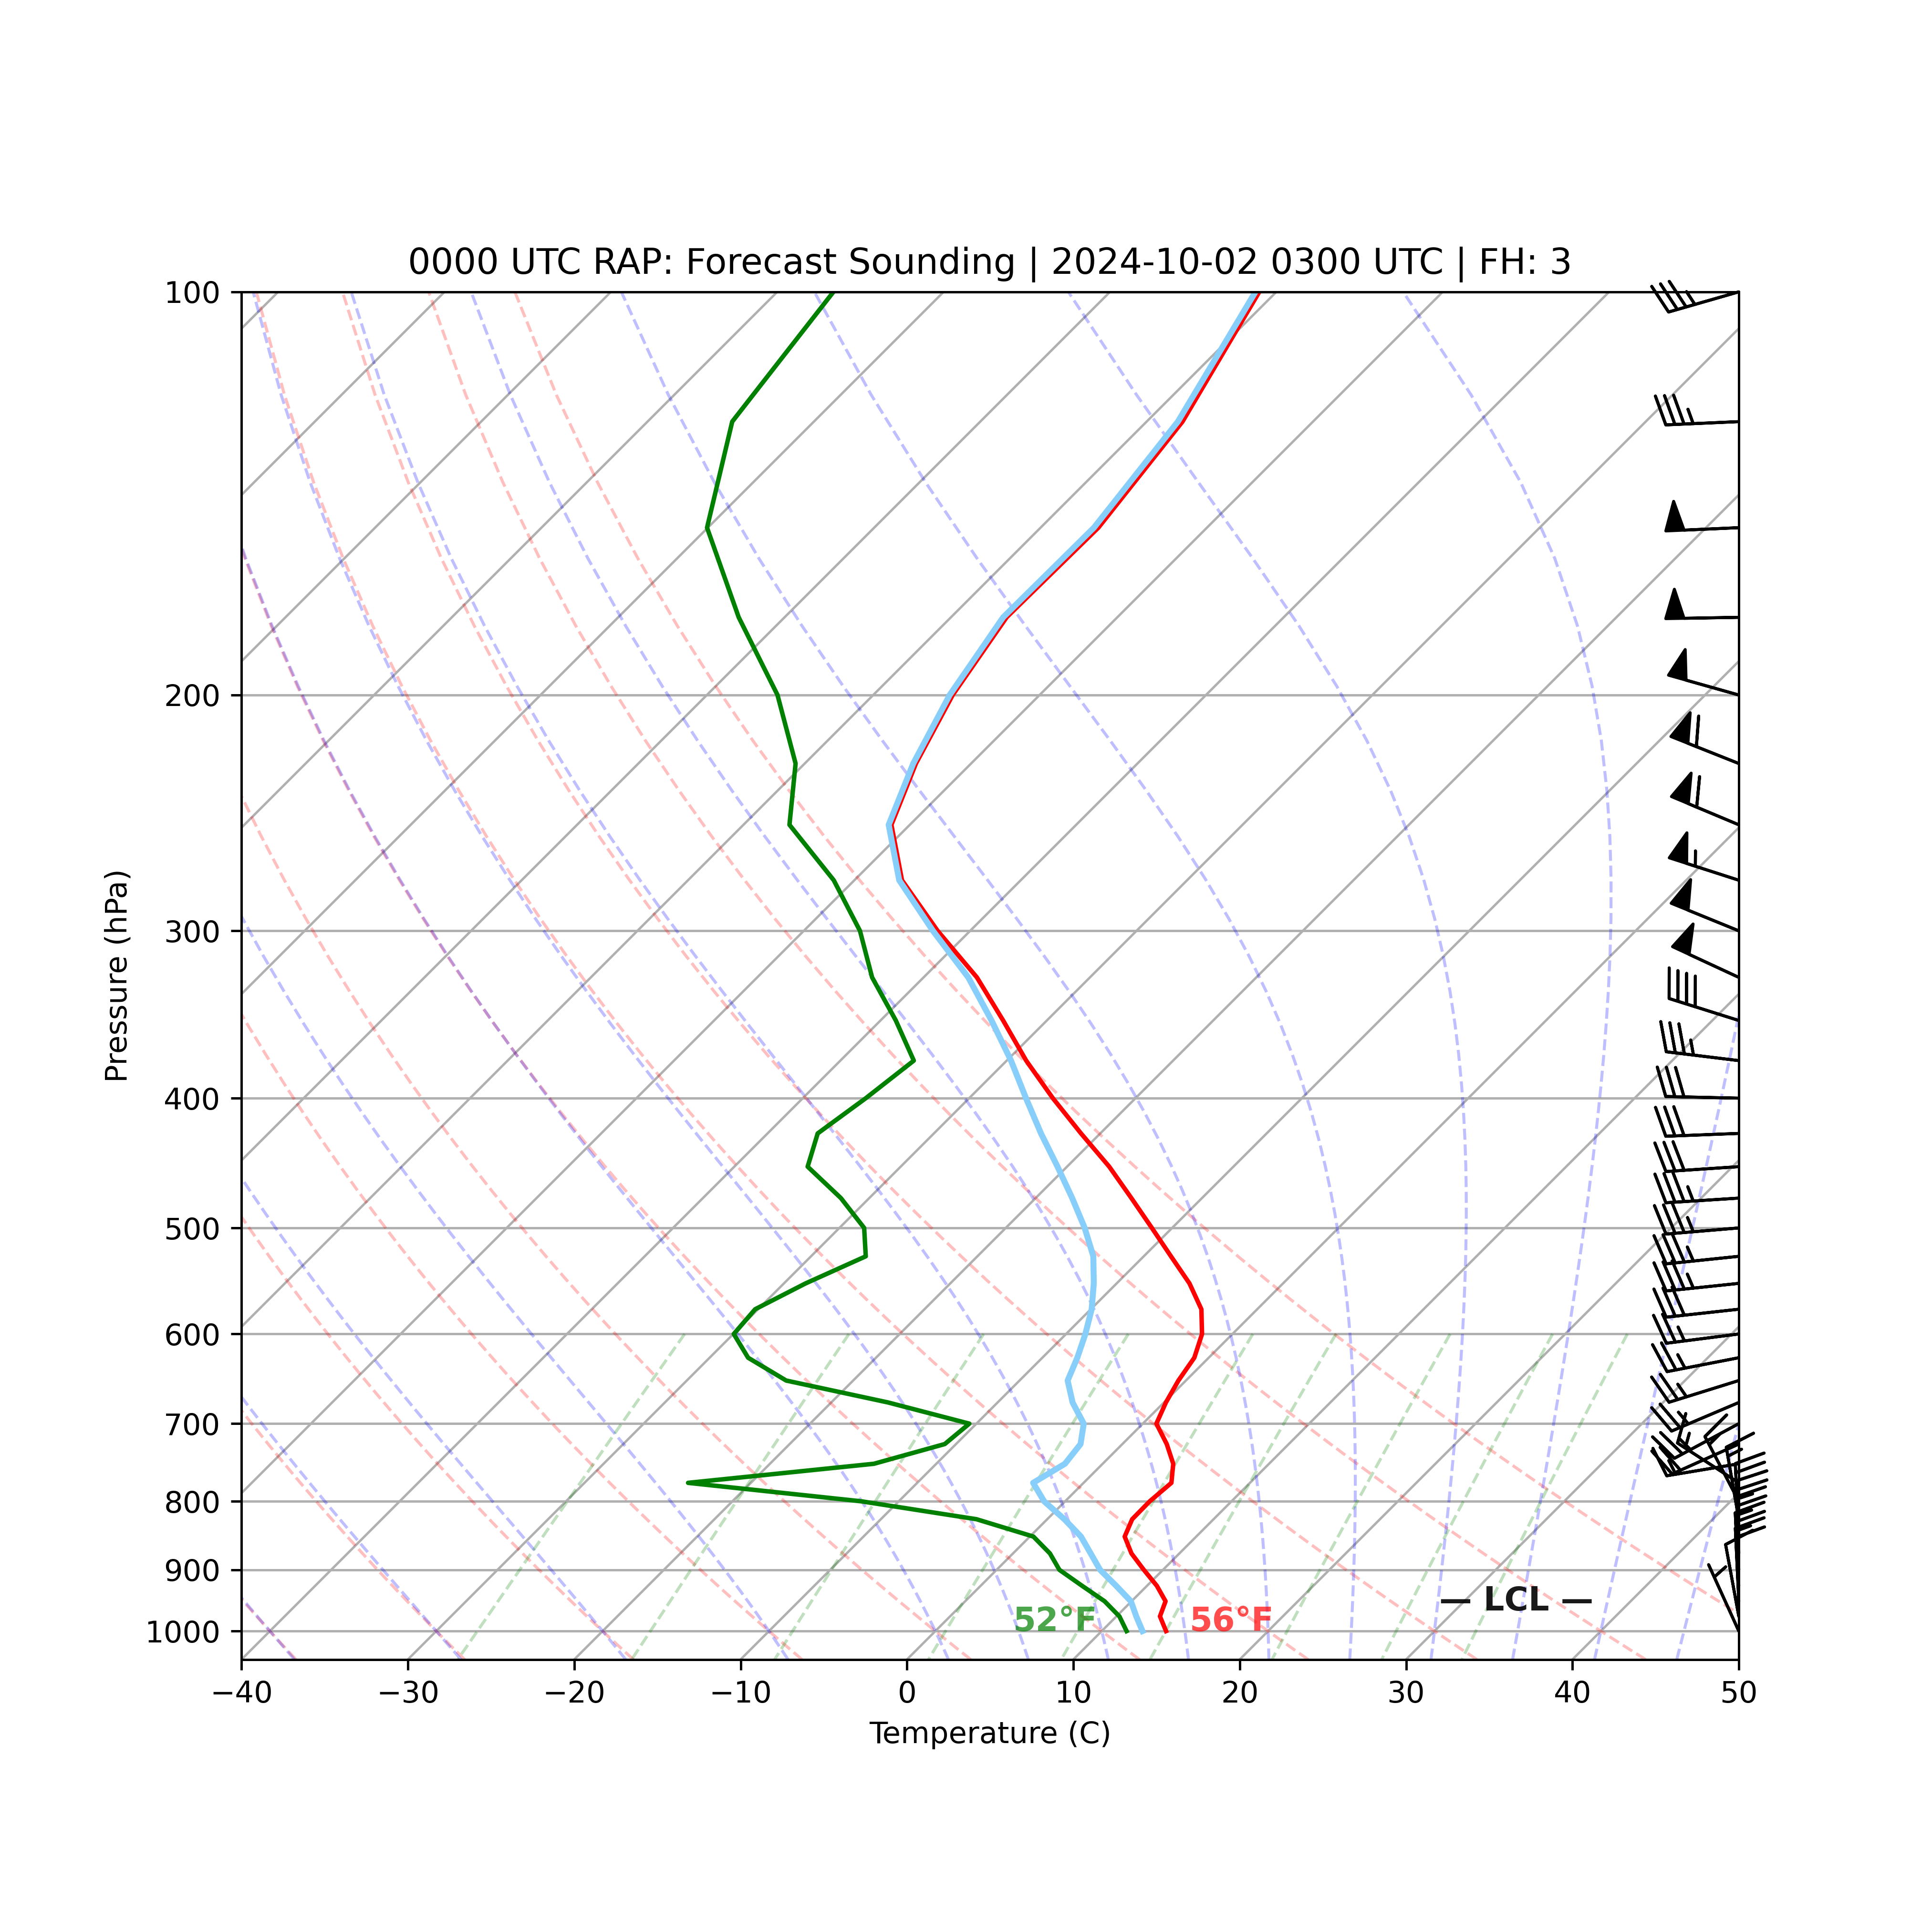 0000 UTC RAP: Forecast Sounding | 2024-10-02 0300 UTC | FH: 3
100
200
300
400
500
600
700
800
900
1000
Pressure (hPa)
52°F
56°F
— LCL —
−40 −30 −20 −10 0 10 20 30 40 50
Temperature (C)